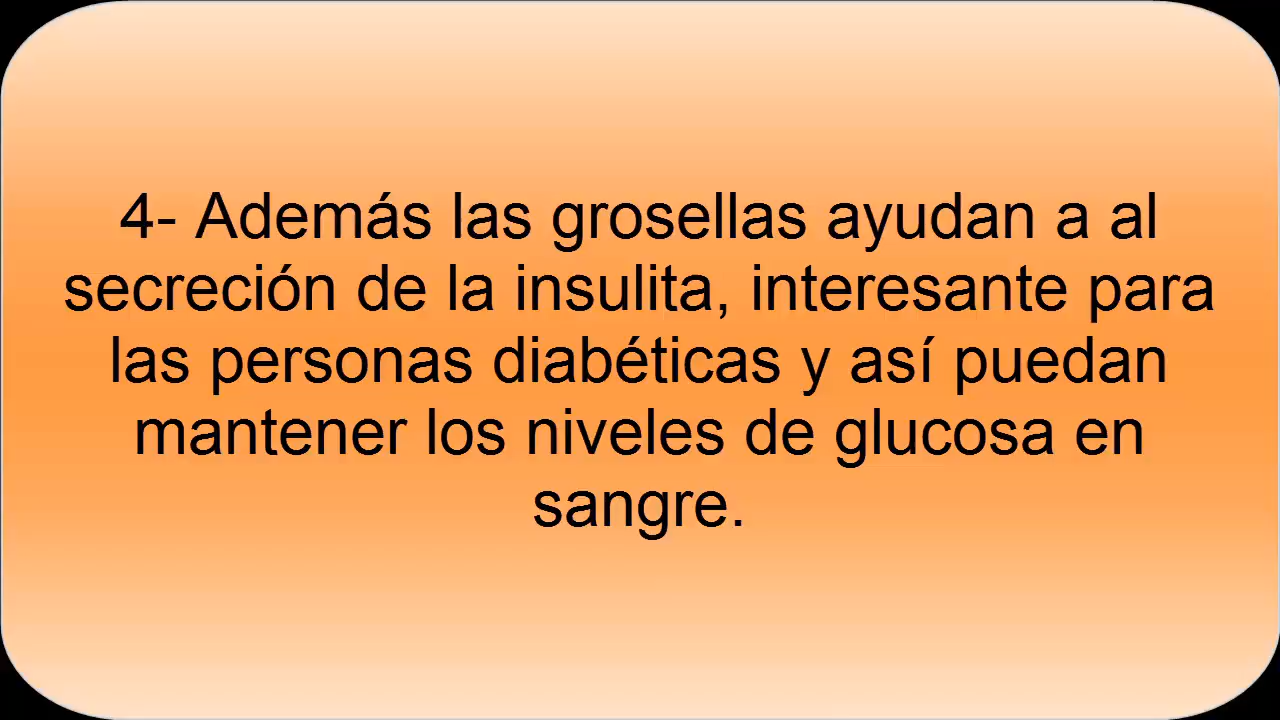 4- Además las grosellas ayudan a al
secreción de la insulita, interesante para
las personas diabéticas y así puedan
mantener los niveles de glucosa en
sangre.